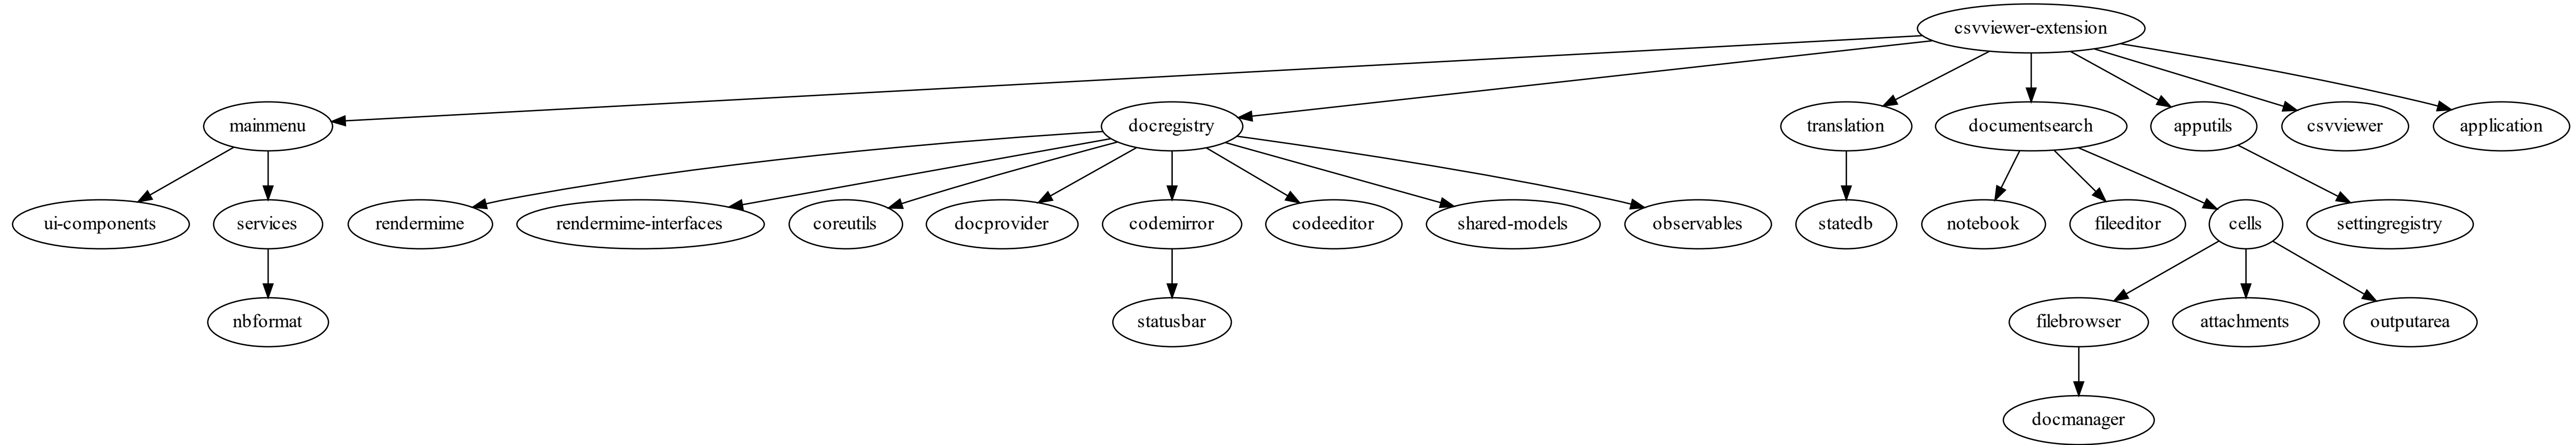 csvviewer-extension
mainmenu
docregistry
translation
documentsearch
apputils
csvviewer
application
ui-components
services
rendermime
rendermime-interfaces
coreutils
docprovider
codemirror
codeeditor
shared-models
observables
statedb
notebook
fileeditor
cells
settingregistry
nbformat
statusbar
filebrowser
attachments
outputarea
docmanager